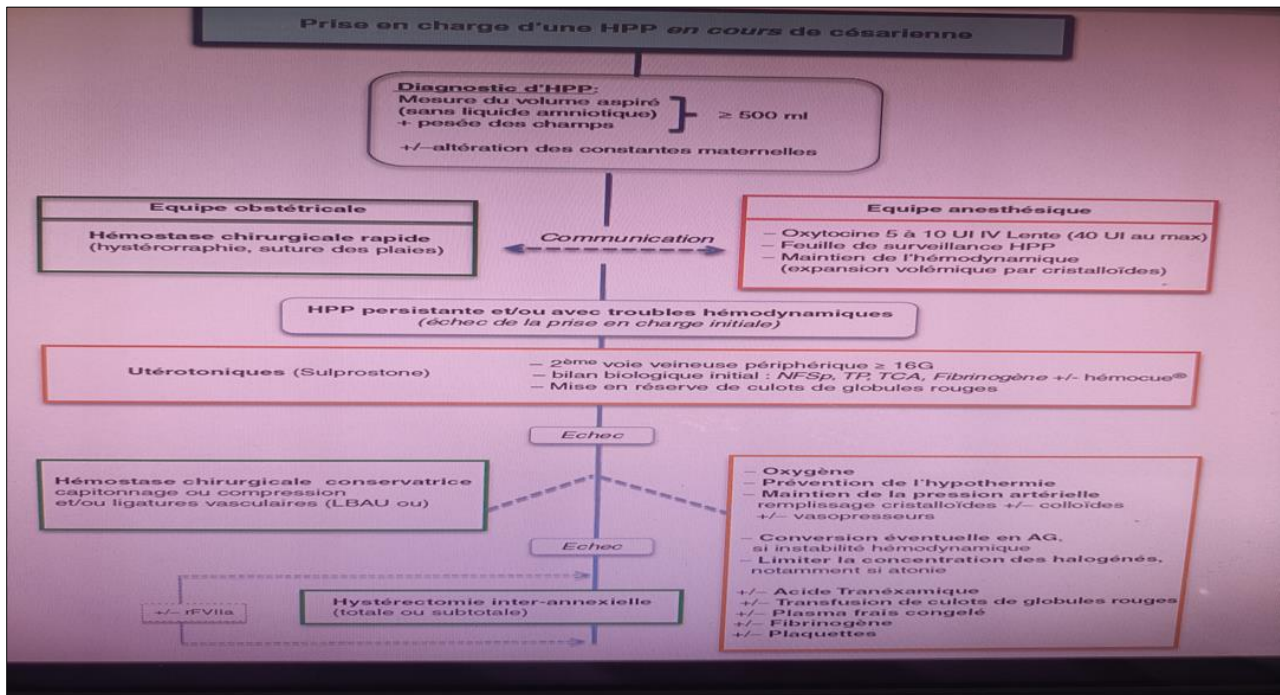 Prise en charge d'une HPP en cours de césarienne
Diagnostic d'HPP:
Mesure du volume aspiré
(sans liquide amniotique)
+ pesée des champs
≥ 500 ml
+/–altération des constantes maternelles
Equipe obstétricale
Hémostase chirurgicale rapide
(hystérorraphie, suture des plaies)
Communication
Equipe anesthésique
– Oxytocine 5 à 10 UI IV Lente (40 UI au max)
– Feuille de surveillance HPP
– Maintien de l'hémodynamique
(expansion volémique par cristalloïdes)
HPP persistante et/ou avec troubles hémodynamiques
(échec de la prise en charge initiale)
Utérotoniques (Sulprostone)
– 2ème voie veineuse périphérique ≥ 16G
– bilan biologique initial : NFSp, TP, TCA, Fibrinogène +/- hémocue®
– Mise en réserve de culots de globules rouges
Echec
Hémostase chirurgicale conservatrice
capitonnage ou compression
et/ou ligatures vasculaires (LBAU ou)
– Oxygène
– Prévention de l'hypothermie
– Maintien de la pression artérielle
remplissage cristalloïdes +/– colloïdes
+/– vasopresseurs
– Conversion éventuelle en AG,
si instabilité hémodynamique
– Limiter la concentration des halogénés,
notamment si atonie
+/– Acide Tranéxamique
+/– Transfusion de culots de globules rouges
+/– Plasma frais congelé
+/– Fibrinogène
+/– Plaquettes
Echec
+/– rFVIIa
Hystérectomie inter-annexielle
(totale ou subtotale)